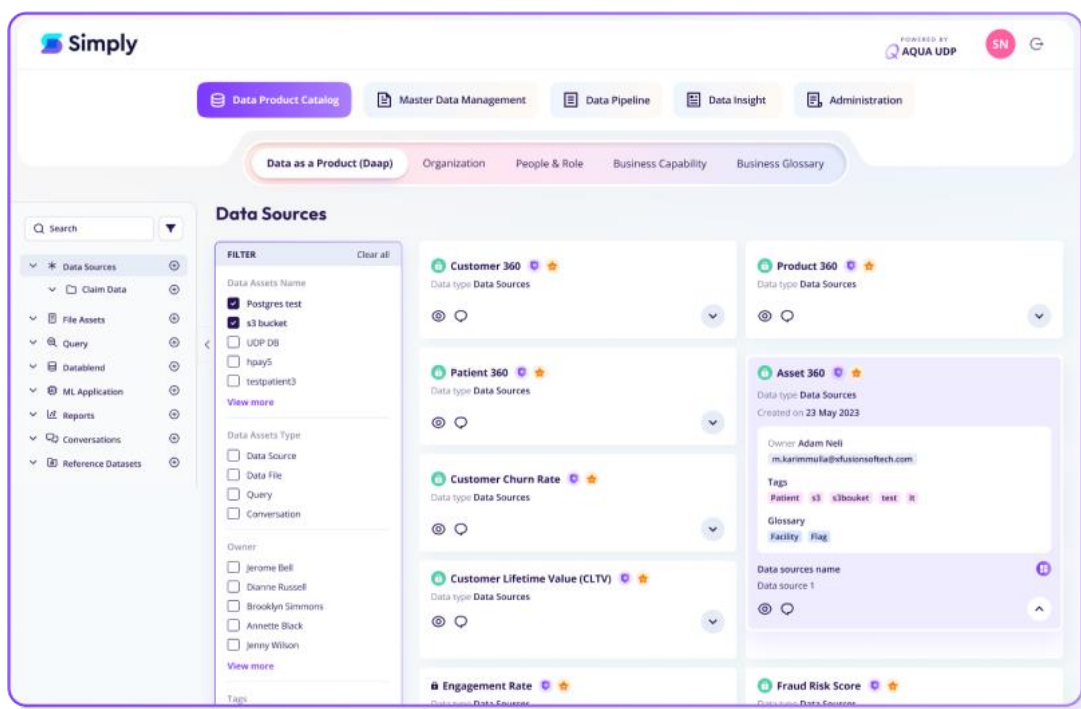 Simply
POWERED BY
AQUA UDP
SN
Data Product Catalog
Master Data Management
Data Pipeline
Data Insight
Administration
Data as a Product (Daap)
Organization
People & Role
Business Capability
Business Glossary
Search
Data Sources
Claim Data
File Assets
Query
Datablend
ML Application
Reports
Conversations
Reference Datasets
Data Sources
FILTER Clear all
Data Assets Name
Postgres test
s3 bucket
UDP DB
hpay5
testpatient3
View more
Data Assets Type
Data Source
Data File
Query
Conversation
Owner
Jerome Bell
Dianne Russell
Brooklyn Simmons
Annette Black
Jenny Wilson
View more
Tags
Customer 360
Data type Data Sources
Patient 360
Data type Data Sources
Customer Churn Rate
Data type Data Sources
Customer Lifetime Value (CLTV)
Data type Data Sources
Engagement Rate
Data type Data Sources
Product 360
Data type Data Sources
Asset 360
Data type Data Sources
Created on 23 May 2023
Owner Adam Neli
m.karimmulla@xfusionsoftech.com
Tags
Patient s3 s3bouket test it
Glossary
Facility Flag
Data sources name
Data source 1
Fraud Risk Score
Data type Data Sources